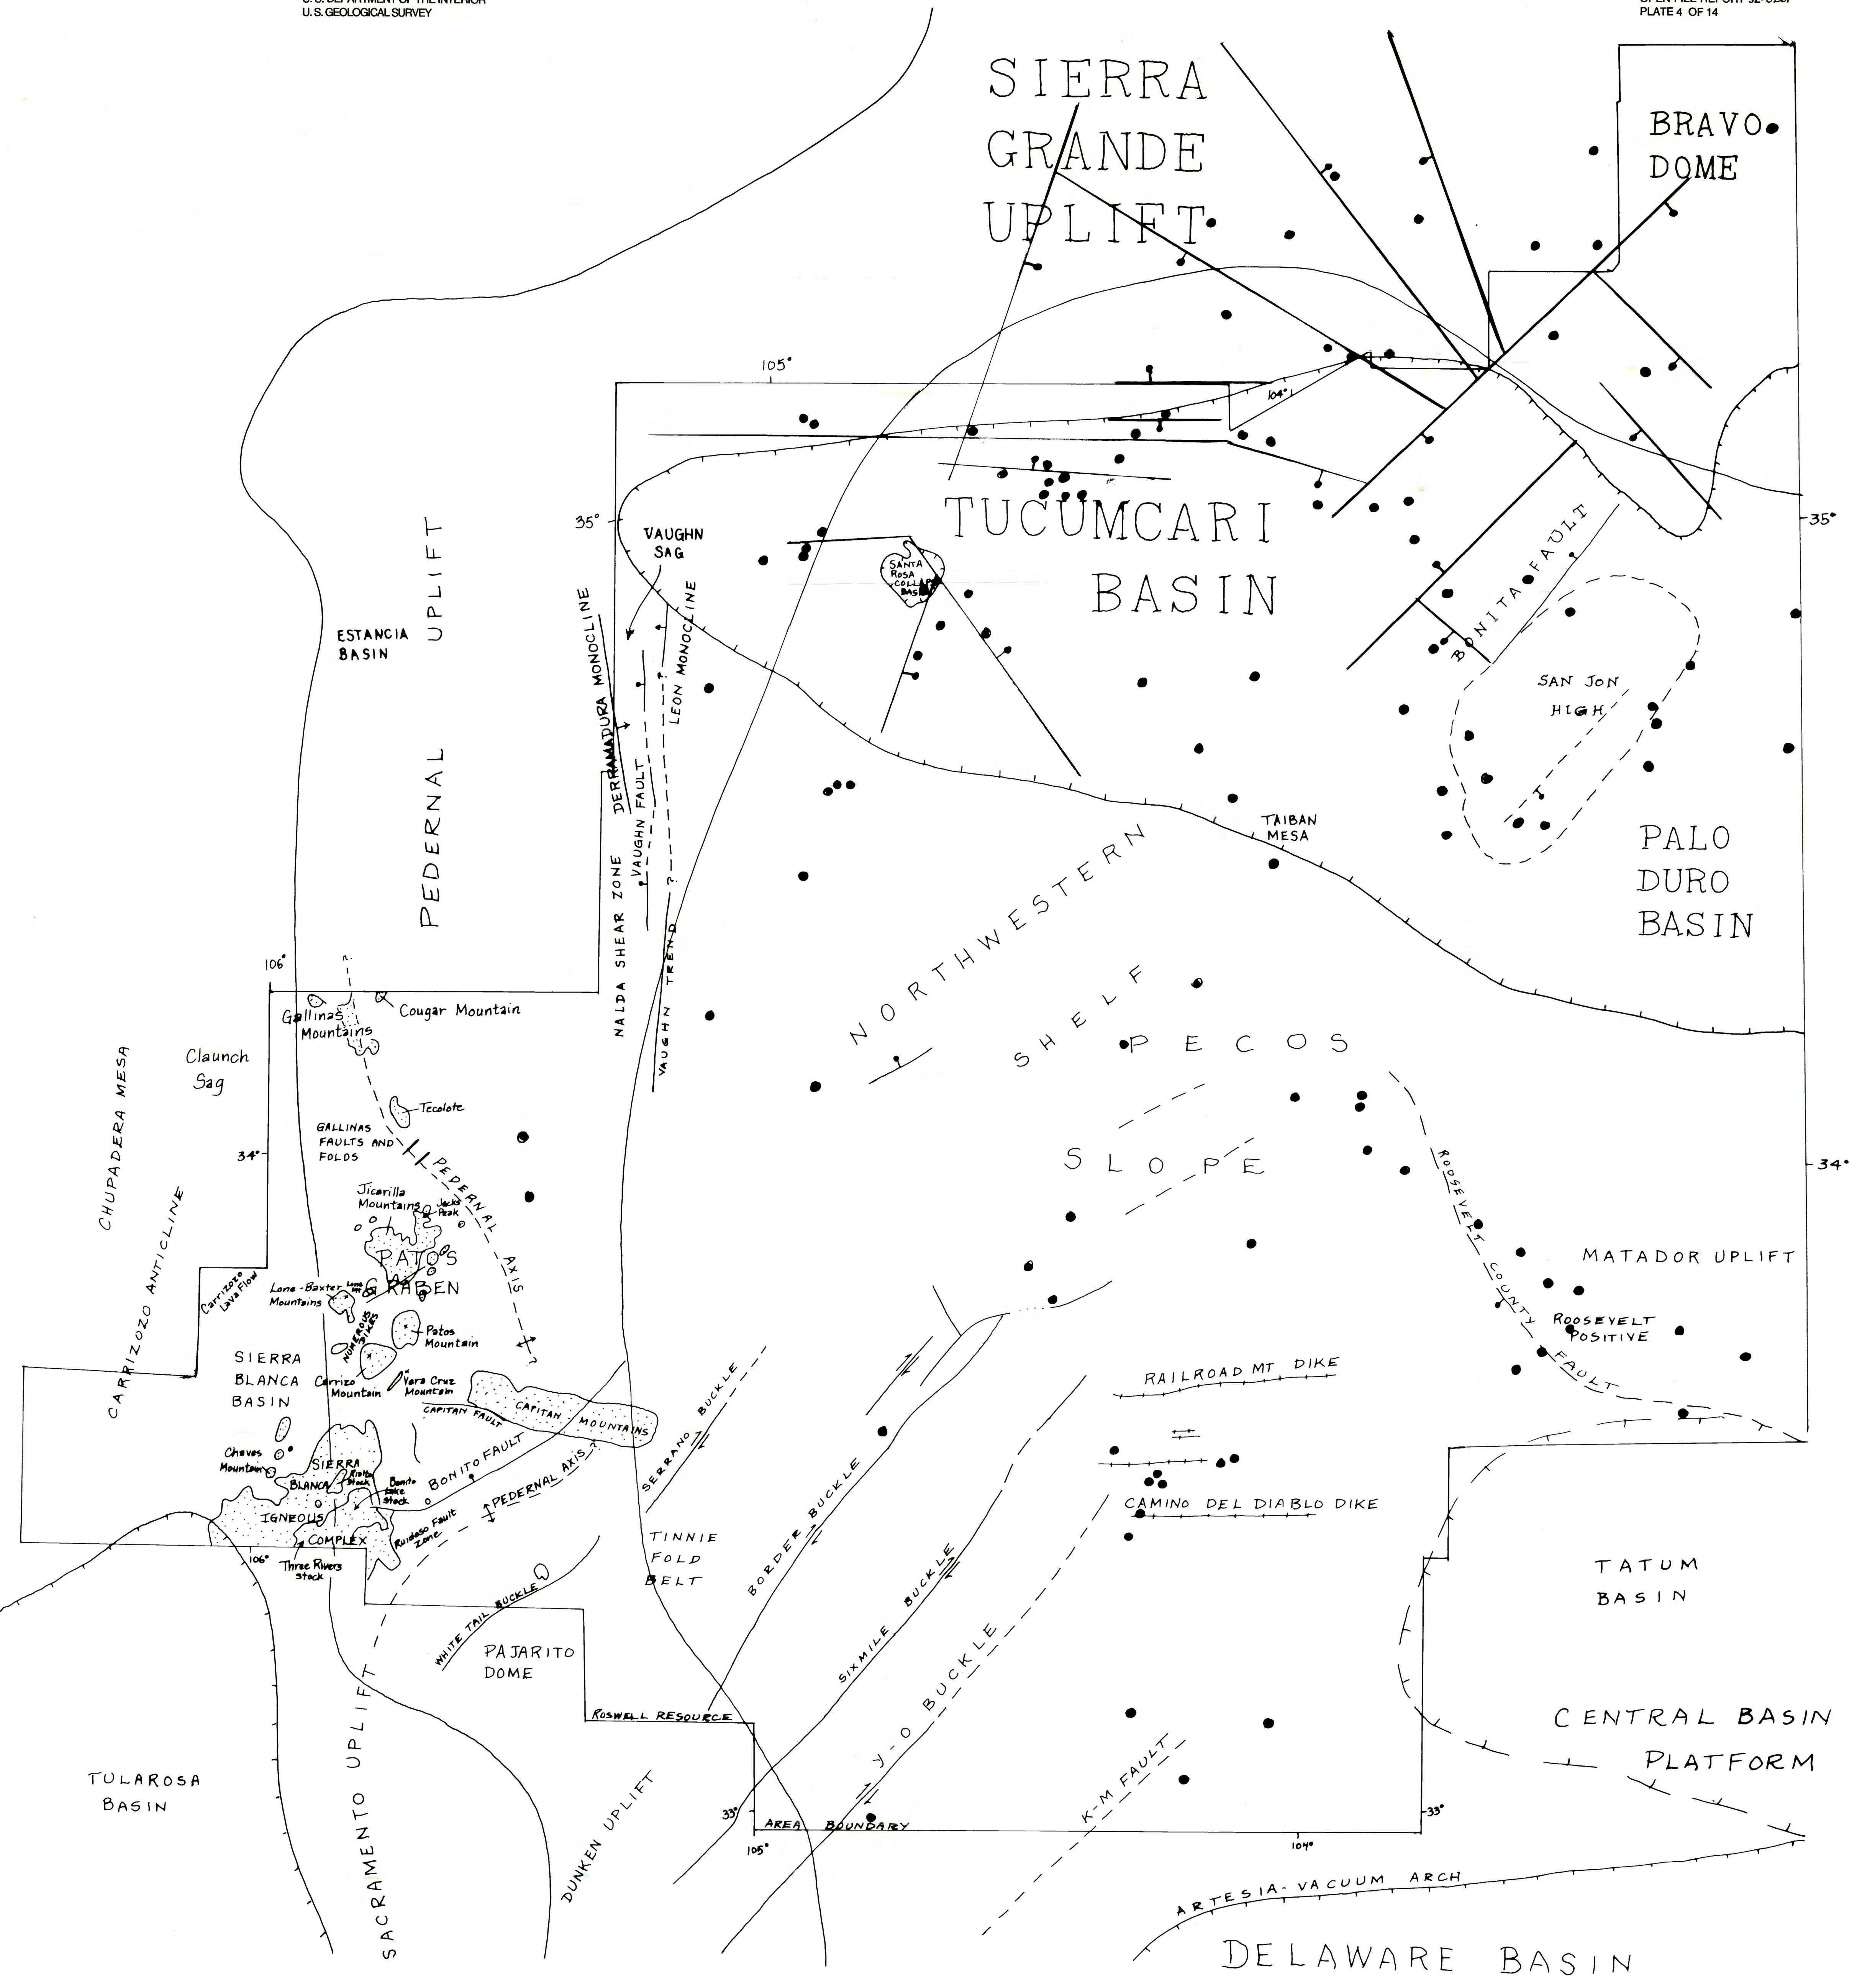 U. S. GEOLOGICAL SURVEY
PLATE 4 OF 14
SIERRA
GRANDE
UPLIFT
BRAVO
DOME
105°
104°
35°
35°
VAUGHN
SAG
TUCUMCARI
BASIN
SANTA
ROSA
COLLAPSE
BASIN
BONITA FAULT
ESTANCIA
BASIN
PEDERNAL UPLIFT
DERRAMADURA MONOCLINE
LEON MONOCLINE
VAUGHN FAULT
SAN JON
HIGH
TAIBAN
MESA
PALO
DURO
BASIN
NALDA SHEAR ZONE
VAUGHN TREND
NORTHWESTERN
SHELF
106°
Gallinas
Mountains
Cougar Mountain
Claunch
Sag
PECOS
SLOPE
Tecolote
CHUPADERA MESA
GALLINAS
FAULTS AND
FOLDS
34°
34°
PEDERNAL AXIS
ROOSEVELT COUNTY FAULT
Jicarilla
Mountains
Jacks
Peak
CARRIZOZO ANTICLINE
PATOS
GRABEN
MATADOR UPLIFT
Carrizozo
Lava Flow
Lone-Baxter
Mountains
ROOSEVELT
POSITIVE
NUMEROUS
DIKES
Patos
Mountain
SIERRA
BLANCA
BASIN
Carrizo
Mountain
Vera Cruz
Mountain
RAILROAD MT DIKE
CAPITAN FAULT
CAPITAN MOUNTAINS
SERRANO BUCKLE
Chaves
Mountain
SIERRA
BLANCA
IGNEOUS
COMPLEX
Rialto
Stock
Bonito
Lake
Stock
BONITO FAULT
PEDERNAL AXIS ?
Ruidoso Fault
Zone
CAMINO DEL DIABLO DIKE
BORDER BUCKLE
106°
Three Rivers
Stock
TINNIE
FOLD
BELT
TATUM
BASIN
WHITE TAIL BUCKLE
SIXMILE BUCKLE
PAJARITO
DOME
Y-O BUCKLE
ROSWELL RESOURCE
AREA BOUNDARY
CENTRAL BASIN
PLATFORM
TULAROSA
BASIN
SACRAMENTO UPLIFT
DUNKEN UPLIFT
K-M FAULT
33°
33°
105°
104°
ARTESIA-VACUUM ARCH
DELAWARE BASIN